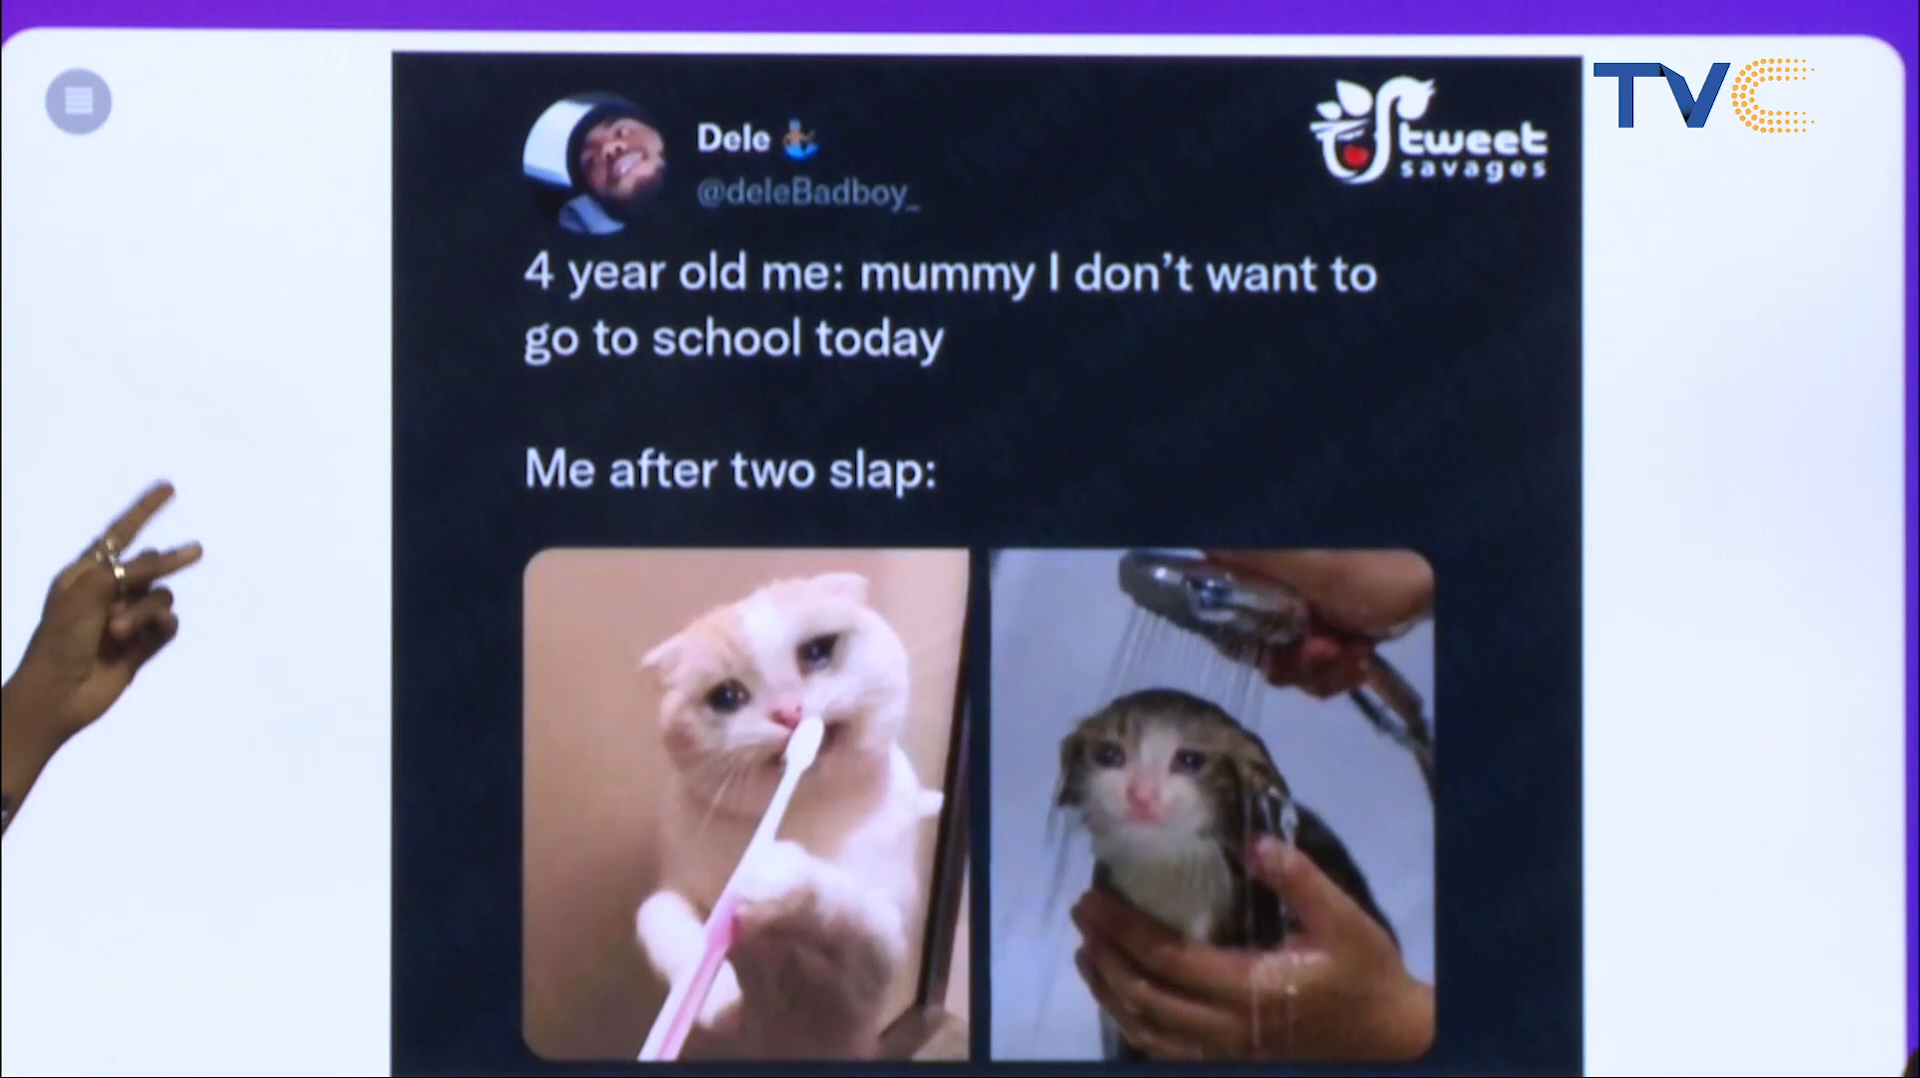 TVC
tweet
savages
Dele
@deleBadboy_
4 year old me: mummy I don't want to
go to school today
Me after two slap: